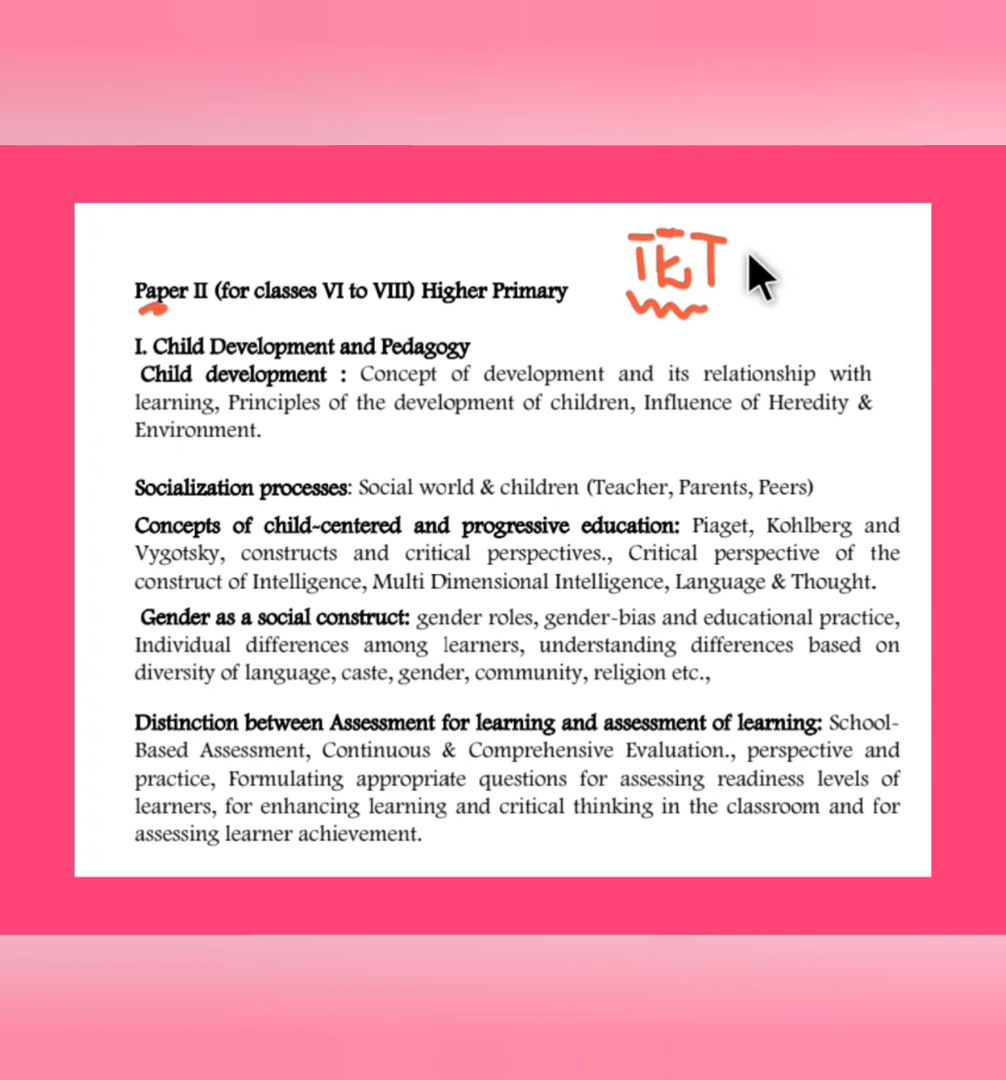 TET
Paper II (for classes VI to VIII) Higher Primary
I. Child Development and Pedagogy
Child development : Concept of development and its relationship with
learning, Principles of the development of children, Influence of Heredity &
Environment.
Socialization processes: Social world & children (Teacher, Parents, Peers)
Concepts of child-centered and progressive education: Piaget, Kohlberg and
Vygotsky, constructs and critical perspectives., Critical perspective of the
construct of Intelligence, Multi Dimensional Intelligence, Language & Thought.
Gender as a social construct: gender roles, gender-bias and educational practice,
Individual differences among learners, understanding differences based on
diversity of language, caste, gender, community, religion etc.,
Distinction between Assessment for learning and assessment of learning: School-
Based Assessment, Continuous & Comprehensive Evaluation., perspective and
practice, Formulating appropriate questions for assessing readiness levels of
learners, for enhancing learning and critical thinking in the classroom and for
assessing learner achievement.